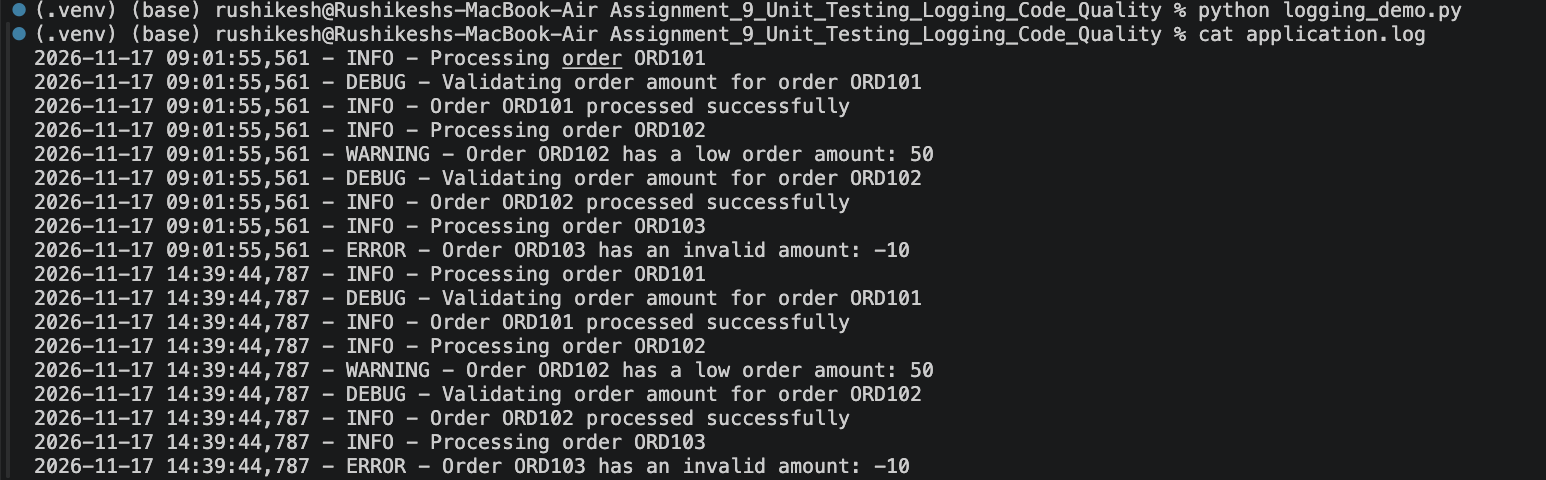 (.venv) (base) rushikesh@Rushikeshs-MacBook-Air Assignment_9_Unit_Testing_Logging_Code_Quality % python logging_demo.py
(.venv) (base) rushikesh@Rushikeshs-MacBook-Air Assignment_9_Unit_Testing_Logging_Code_Quality % cat application.log
2026-11-17 09:01:55,561 - INFO - Processing order ORD101
2026-11-17 09:01:55,561 - DEBUG - Validating order amount for order ORD101
2026-11-17 09:01:55,561 - INFO - Order ORD101 processed successfully
2026-11-17 09:01:55,561 - INFO - Processing order ORD102
2026-11-17 09:01:55,561 - WARNING - Order ORD102 has a low order amount: 50
2026-11-17 09:01:55,561 - DEBUG - Validating order amount for order ORD102
2026-11-17 09:01:55,561 - INFO - Order ORD102 processed successfully
2026-11-17 09:01:55,561 - INFO - Processing order ORD103
2026-11-17 09:01:55,561 - ERROR - Order ORD103 has an invalid amount: -10
2026-11-17 14:39:44,787 - INFO - Processing order ORD101
2026-11-17 14:39:44,787 - DEBUG - Validating order amount for order ORD101
2026-11-17 14:39:44,787 - INFO - Order ORD101 processed successfully
2026-11-17 14:39:44,787 - INFO - Processing order ORD102
2026-11-17 14:39:44,787 - WARNING - Order ORD102 has a low order amount: 50
2026-11-17 14:39:44,787 - DEBUG - Validating order amount for order ORD102
2026-11-17 14:39:44,787 - INFO - Order ORD102 processed successfully
2026-11-17 14:39:44,787 - INFO - Processing order ORD103
2026-11-17 14:39:44,787 - ERROR - Order ORD103 has an invalid amount: -10